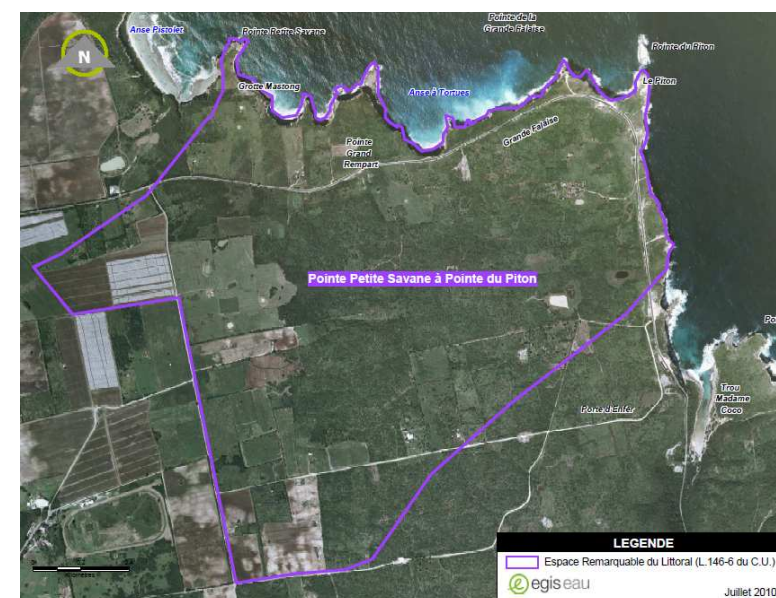 Pointe de la
Grande Falaise
Anse Pistolet
Pointe Petite Savane
Pointe du Piton
N
Le Piton
Grotte Mastong
Anse à Tortues
Grande Falaise
Pointe
Grand
Rempart
Pointe Petite Savane à Pointe du Piton
Trou
Madame
Coco
Porte d'Enfer
LEGENDE
Espace Remarquable du Littoral (L.146-6 du C.U.)
egis eau
Juillet 2010